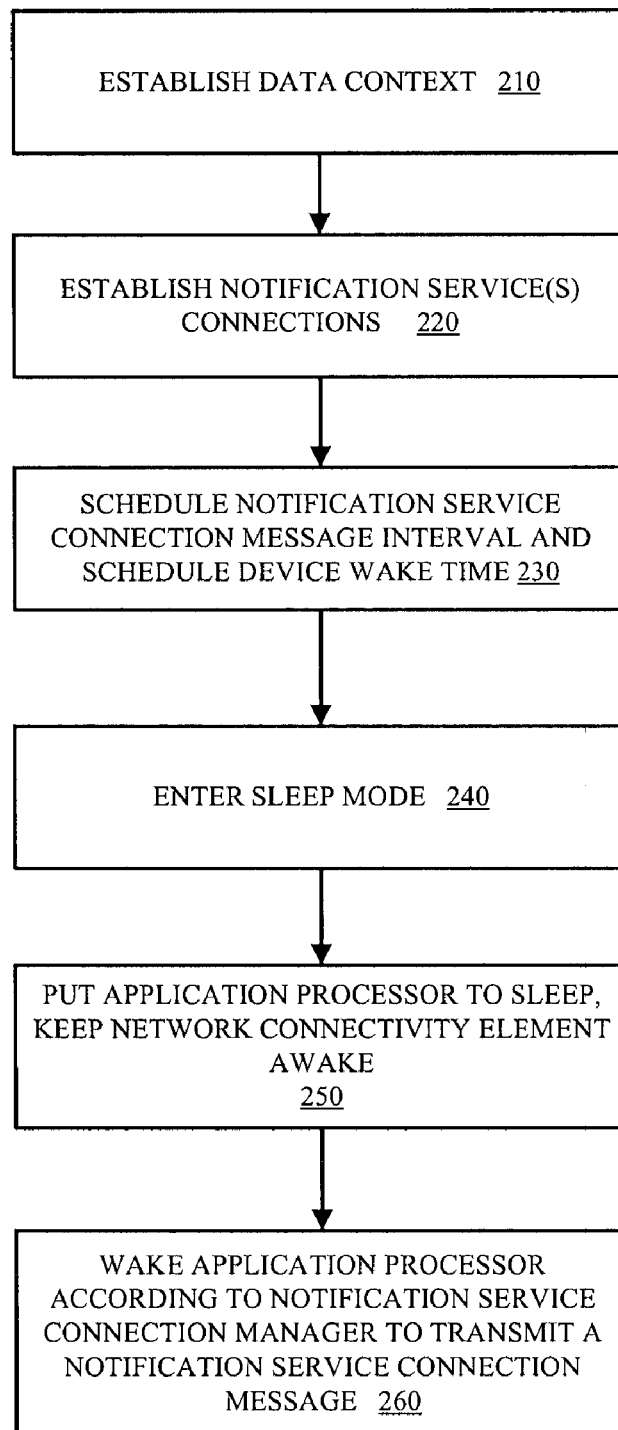 ESTABLISH DATA CONTEXT 210
ESTABLISH NOTIFICATION SERVICE(S)
CONNECTIONS 220
SCHEDULE NOTIFICATION SERVICE
CONNECTION MESSAGE INTERVAL AND
SCHEDULE DEVICE WAKE TIME 230
ENTER SLEEP MODE 240
PUT APPLICATION PROCESSOR TO SLEEP,
KEEP NETWORK CONNECTIVITY ELEMENT
AWAKE
250
WAKE APPLICATION PROCESSOR
ACCORDING TO NOTIFICATION SERVICE
CONNECTION MANAGER TO TRANSMIT A
NOTIFICATION SERVICE CONNECTION
MESSAGE 260